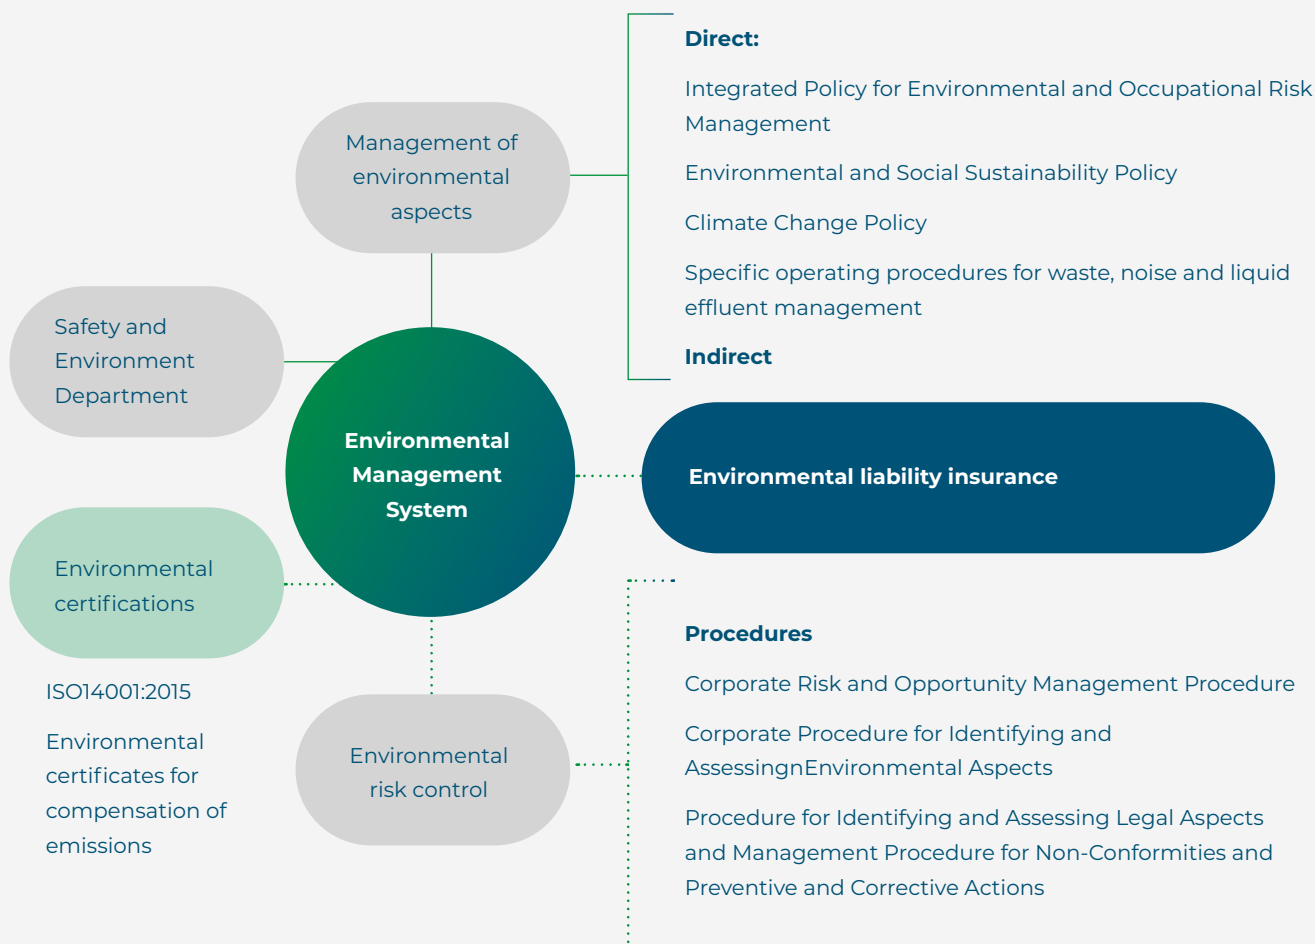 Direct:
Integrated Policy for Environmental and Occupational Risk
Management
Environmental and Social Sustainability Policy
Climate Change Policy
Specific operating procedures for waste, noise and liquid
effluent management
Indirect
Management of
environmental
aspects
Safety and
Environment
Department
Environmental
Management
System
Environmental liability insurance
Environmental
certifications
ISO14001:2015
Environmental
certificates for
compensation of
emissions
Environmental
risk control
Procedures
Corporate Risk and Opportunity Management Procedure
Corporate Procedure for Identifying and
AssessingnEnvironmental Aspects
Procedure for Identifying and Assessing Legal Aspects
and Management Procedure for Non-Conformities and
Preventive and Corrective Actions